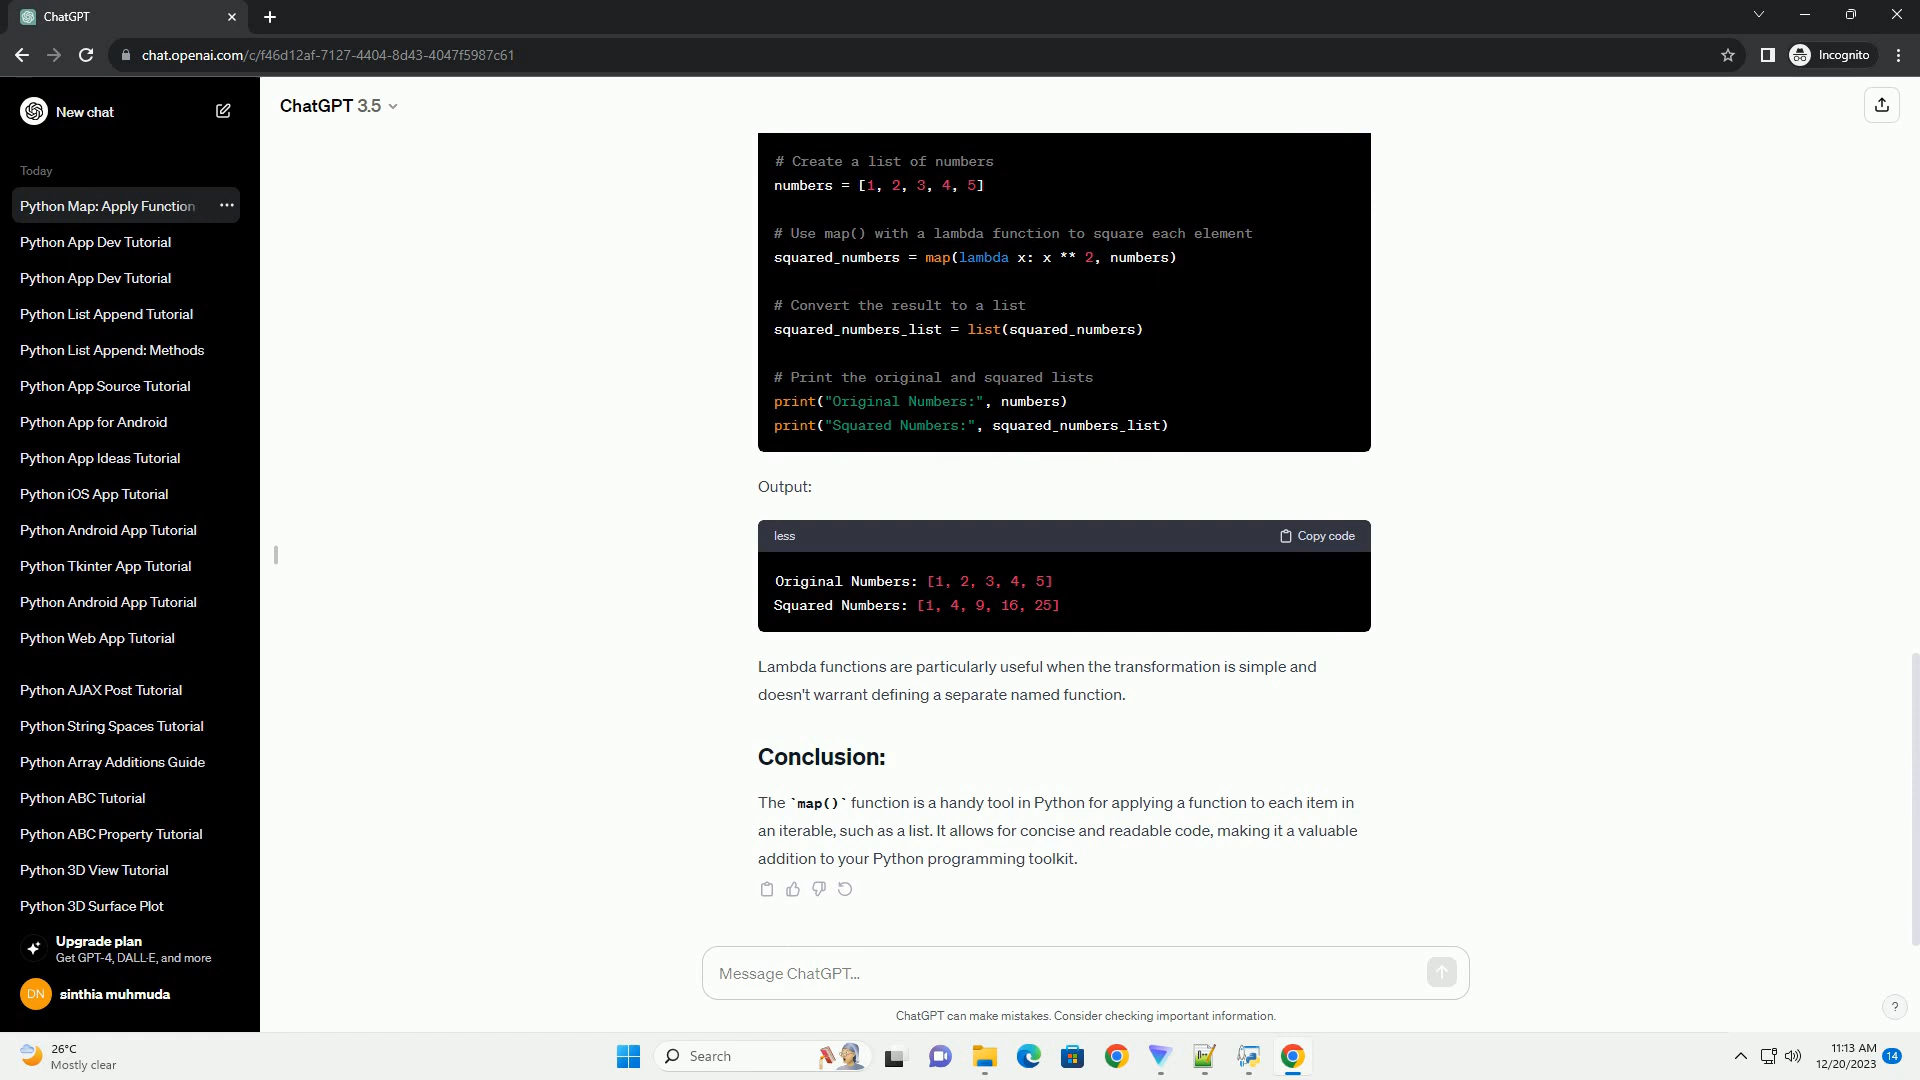 ChatGPT
chat.openai.com/c/f46d12af-7127-4404-8d43-4047f5987c61
Incognito
New chat
Today
Python Map: Apply Function
Python App Dev Tutorial
Python App Dev Tutorial
Python List Append Tutorial
Python List Append: Methods
Python App Source Tutorial
Python App for Android
Python App Ideas Tutorial
Python iOS App Tutorial
Python Android App Tutorial
Python Tkinter App Tutorial
Python Android App Tutorial
Python Web App Tutorial
Python AJAX Post Tutorial
Python String Spaces Tutorial
Python Array Additions Guide
Python ABC Tutorial
Python ABC Property Tutorial
Python 3D View Tutorial
Python 3D Surface Plot
Upgrade plan
Get GPT-4, DALL·E, and more
DN sinthia muhmuda
ChatGPT 3.5
# Create a list of numbers
numbers = [1, 2, 3, 4, 5]
# Use map() with a lambda function to square each element
squared_numbers = map(lambda x: x ** 2, numbers)
# Convert the result to a list
squared_numbers_list = list(squared_numbers)
# Print the original and squared lists
print("Original Numbers:", numbers)
print("Squared Numbers:", squared_numbers_list)
Output:
less Copy code
Original Numbers: [1, 2, 3, 4, 5]
Squared Numbers: [1, 4, 9, 16, 25]
Lambda functions are particularly useful when the transformation is simple and
doesn't warrant defining a separate named function.
Conclusion:
The `map()` function is a handy tool in Python for applying a function to each item in
an iterable, such as a list. It allows for concise and readable code, making it a valuable
addition to your Python programming toolkit.
Message ChatGPT...
ChatGPT can make mistakes. Consider checking important information.
?
26°C
Mostly clear
Search
11:13 AM
12/20/2023
14